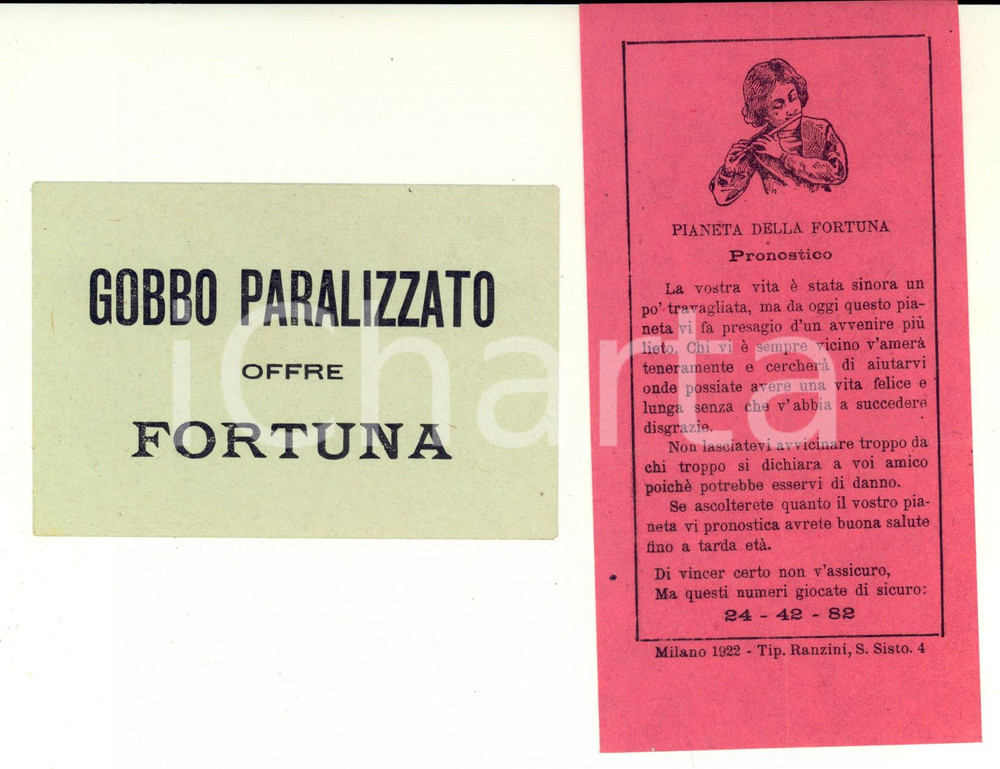 GOBBO PARALIZZATO
OFFRE
FORTUNA
PIANETA DELLA FORTUNA
Pronostico
La vostra vita è stata sinora un
po' travagliata, ma da oggi questo pia-
neta vi fa presagio d'un avvenire più
lieto. Chi vi è sempre vicino v'amerà
teneramente e cercherà di aiutarvi
onde possiate avere una vita felice e
lunga senza che v'abbia a succedere
disgrazie.
Non lasciatevi avvicinare troppo da
chi troppo si dichiara a voi amico
poichè potrebbe esservi di danno.
Se ascolterete quanto il vostro pia-
neta vi pronostica avrete buona salute
fino a tarda età.
Di vincer certo non v'assicuro,
Ma questi numeri giocate di sicuro:
24 - 42 - 82
Milano 1922 - Tip. Ranzini, S. Sisto. 4
iCharta